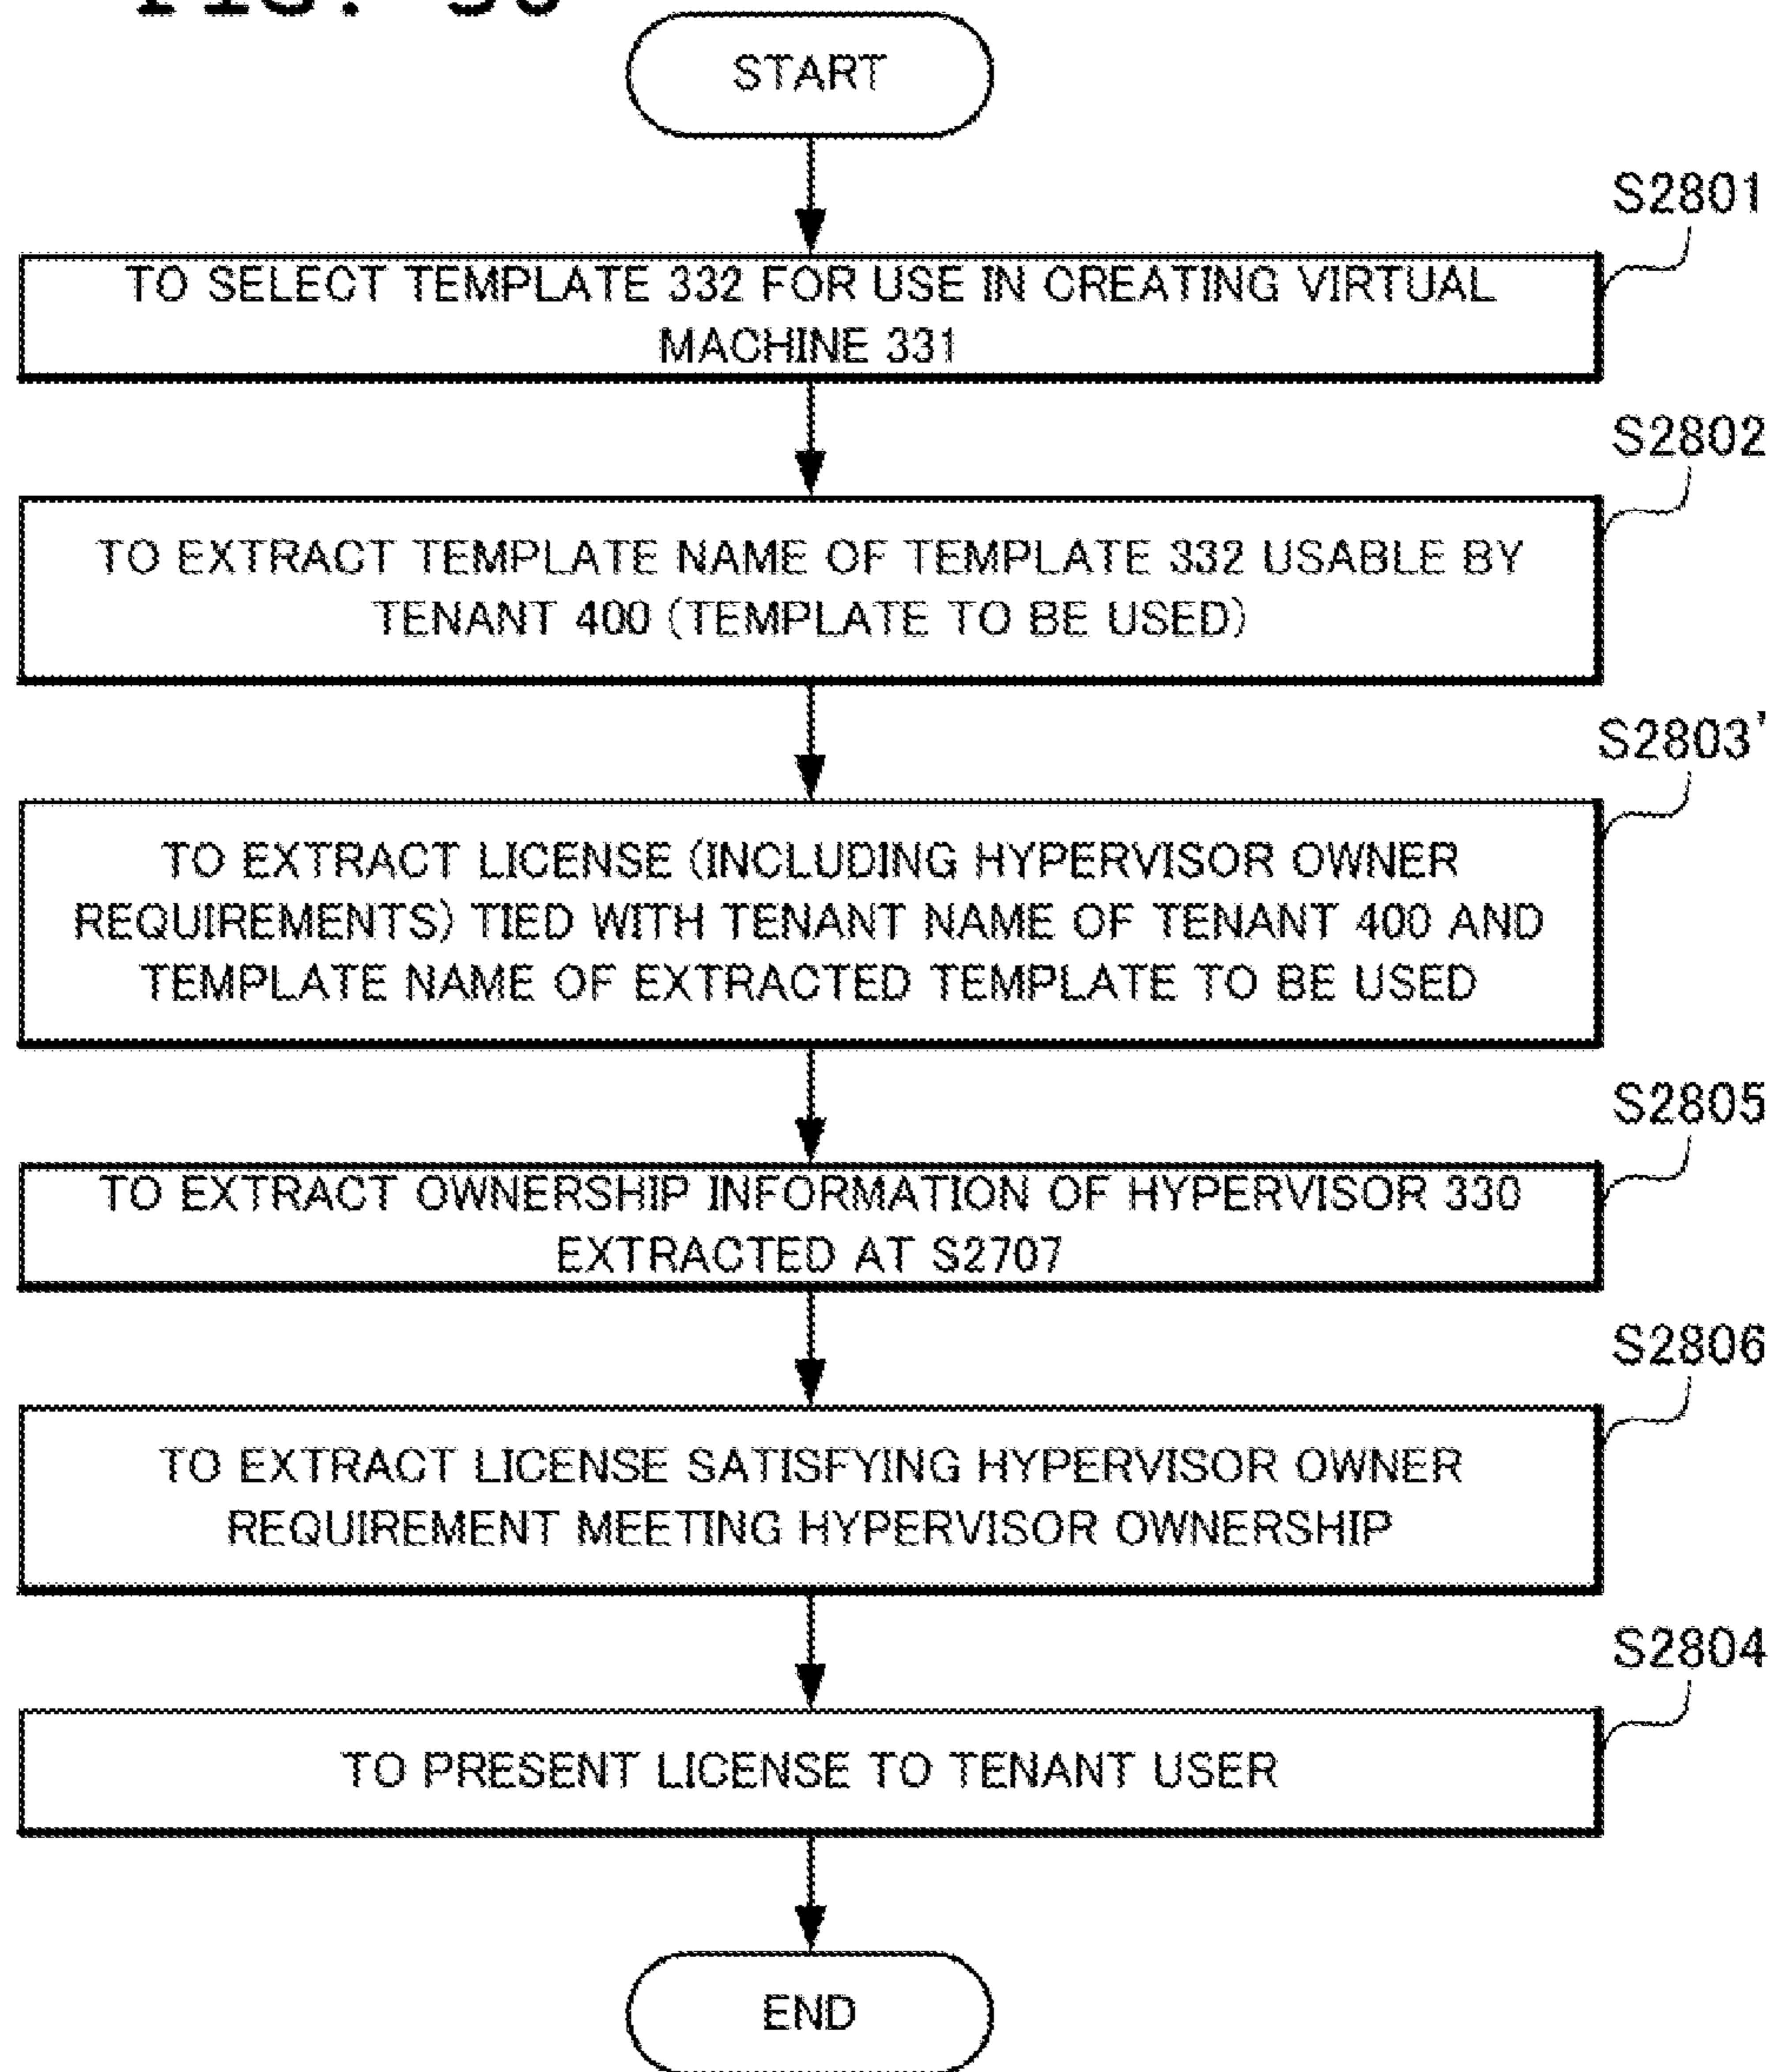 START
S2801
TO SELECT TEMPLATE 332 FOR USE IN CREATING VIRTUAL
MACHINE 331
S2802
TO EXTRACT TEMPLATE NAME OF TEMPLATE 332 USABLE BY
TENANT 400 (TEMPLATE TO BE USED)
S2803'
TO EXTRACT LICENSE (INCLUDING HYPERVISOR OWNER
REQUIREMENTS) TIED WITH TENANT NAME OF TENANT 400 AND
TEMPLATE NAME OF EXTRACTED TEMPLATE TO BE USED
S2805
TO EXTRACT OWNERSHIP INFORMATION OF HYPERVISOR 330
EXTRACTED AT S2707
S2806
TO EXTRACT LICENSE SATISFYING HYPERVISOR OWNER
REQUIREMENT MEETING HYPERVISOR OWNERSHIP
S2804
TO PRESENT LICENSE TO TENANT USER
END